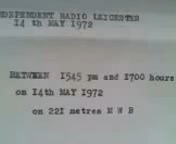 INDEPENDENT RADIO LEICESTER
14 th MAY 1972
BETWEEN 1545 pm and 1700 hours
on 14th MAY 1972
on 221 metres M W B